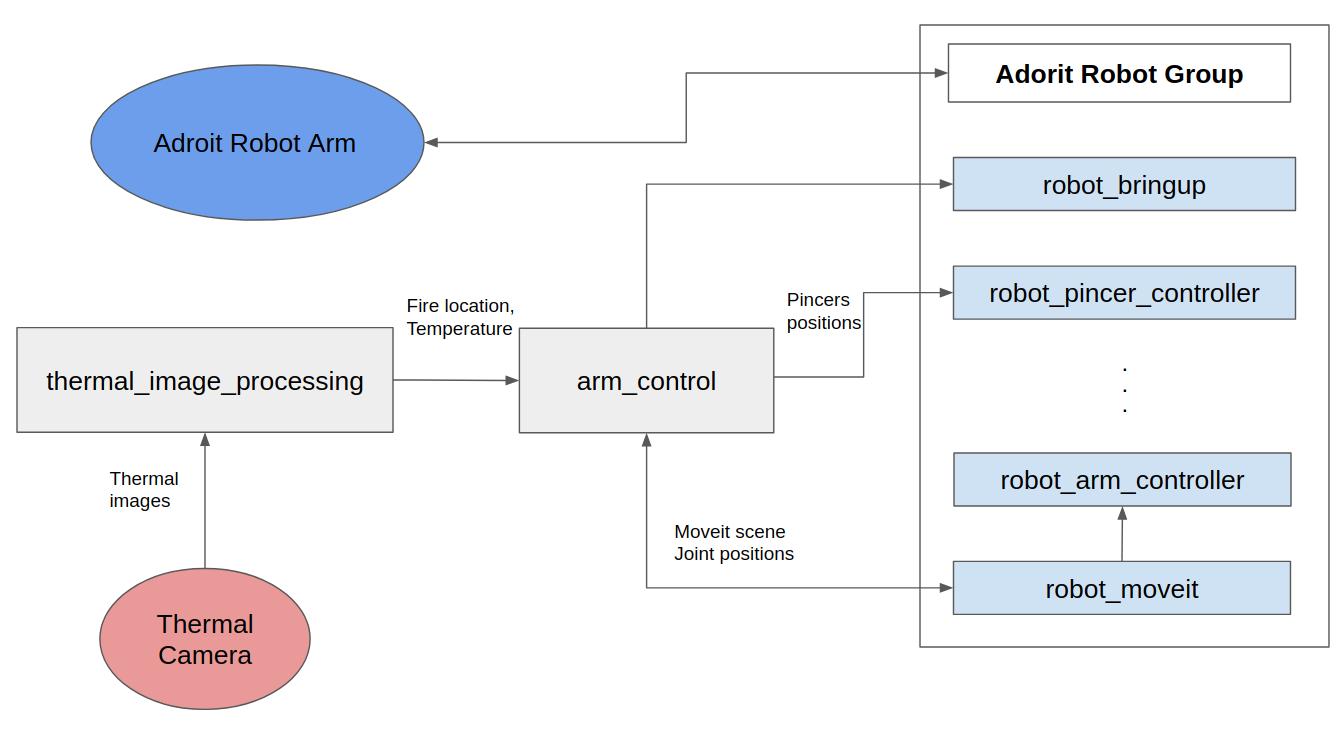 Adorit Robot Group
Adroit Robot Arm
robot_bringup
robot_pincer_controller
Pincers
positions
Fire location,
Temperature
thermal_image_processing
arm_control
.
.
.
robot_arm_controller
Thermal
images
Moveit scene
Joint positions
robot_moveit
Thermal
Camera